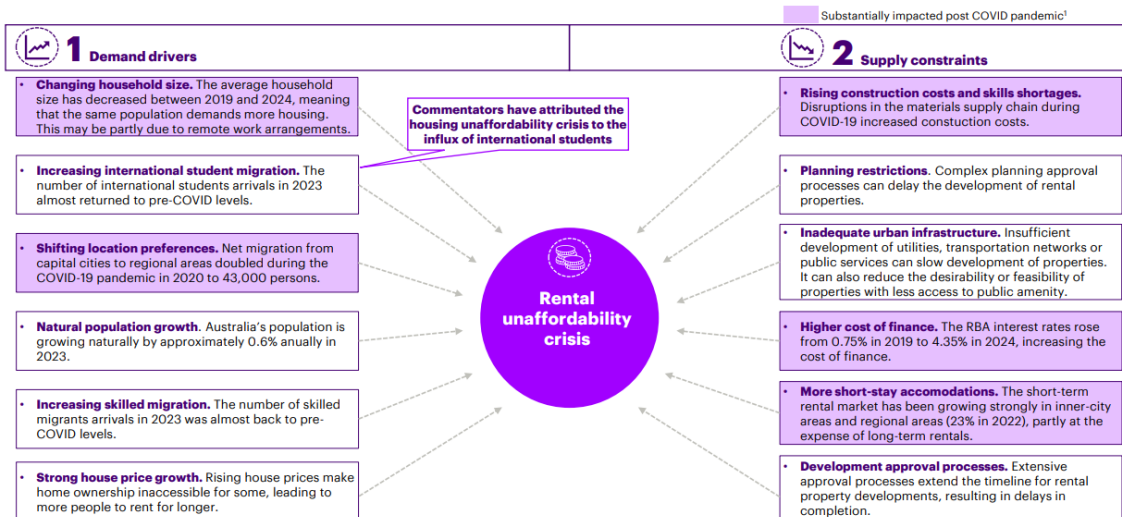 Substantially impacted post COVID pandemic¹
1 Demand drivers
2 Supply constraints
• Changing household size. The average household
size has decreased between 2019 and 2024, meaning
that the same population demands more housing.
This may be partly due to remote work arrangements.
Commentators have attributed the
housing unaffordability crisis to the
influx of international students
• Increasing international student migration. The
number of international students arrivals in 2023
almost returned to pre-COVID levels.
• Shifting location preferences. Net migration from
capital cities to regional areas doubled during the
COVID-19 pandemic in 2020 to 43,000 persons.
• Natural population growth. Australia's population is
growing naturally by approximately 0.6% anually in
2023.
• Increasing skilled migration. The number of skilled
migrants arrivals in 2023 was almost back to pre-
COVID levels.
• Strong house price growth. Rising house prices make
home ownership inaccessible for some, leading to
more people to rent for longer.
Rental
unaffordability
crisis
• Rising construction costs and skills shortages.
Disruptions in the materials supply chain during
COVID-19 increased constuction costs.
• Planning restrictions. Complex planning approval
processes can delay the development of rental
properties.
• Inadequate urban infrastructure. Insufficient
development of utilities, transportation networks or
public services can slow development of properties.
It can also reduce the desirability or feasibility of
properties with less access to public amenity.
• Higher cost of finance. The RBA interest rates rose
from 0.75% in 2019 to 4.35% in 2024, increasing the
cost of finance.
• More short-stay accomodations. The short-term
rental market has been growing strongly in inner-city
areas and regional areas (23% in 2022), partly at the
expense of long-term rentals.
• Development approval processes. Extensive
approval processes extend the timeline for rental
property developments, resulting in delays in
completion.